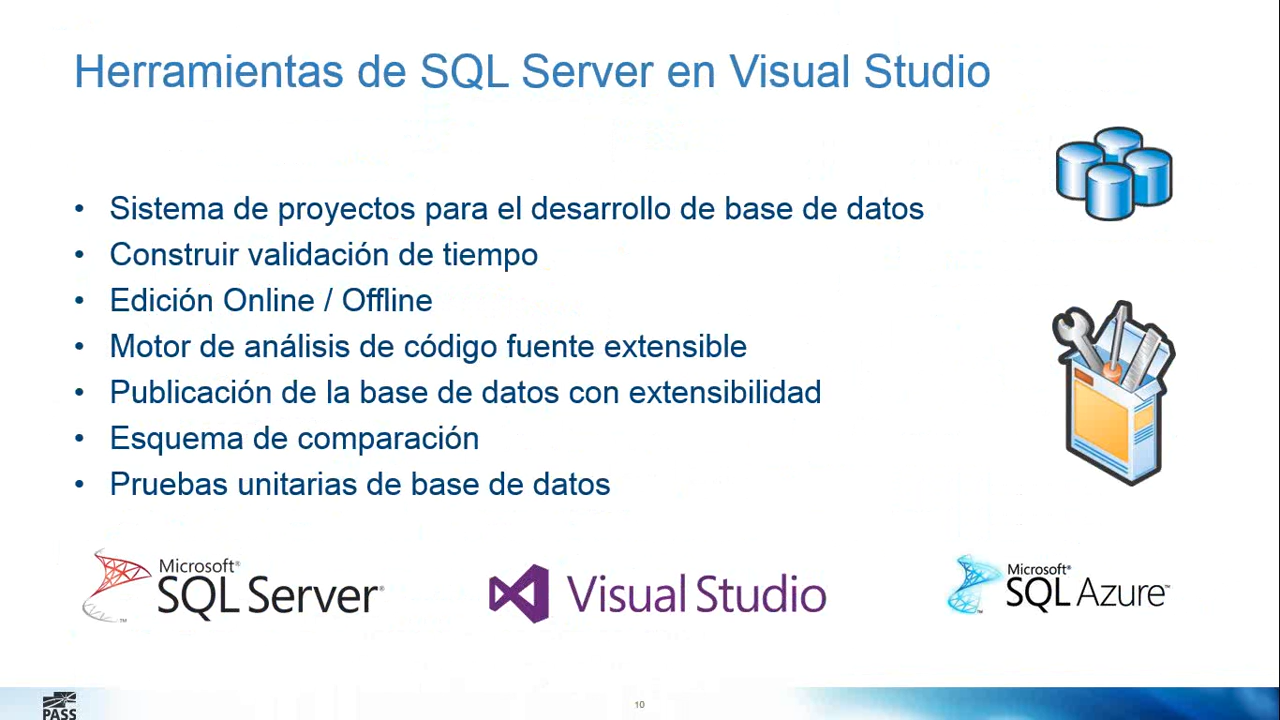 Herramientas de SQL Server en Visual Studio
• Sistema de proyectos para el desarrollo de base de datos
• Construir validación de tiempo
• Edición Online / Offline
• Motor de análisis de código fuente extensible
• Publicación de la base de datos con extensibilidad
• Esquema de comparación
• Pruebas unitarias de base de datos
Microsoft®
SQL Server®
™
Visual Studio
Microsoft®
SQL Azure™
™
PASS
10